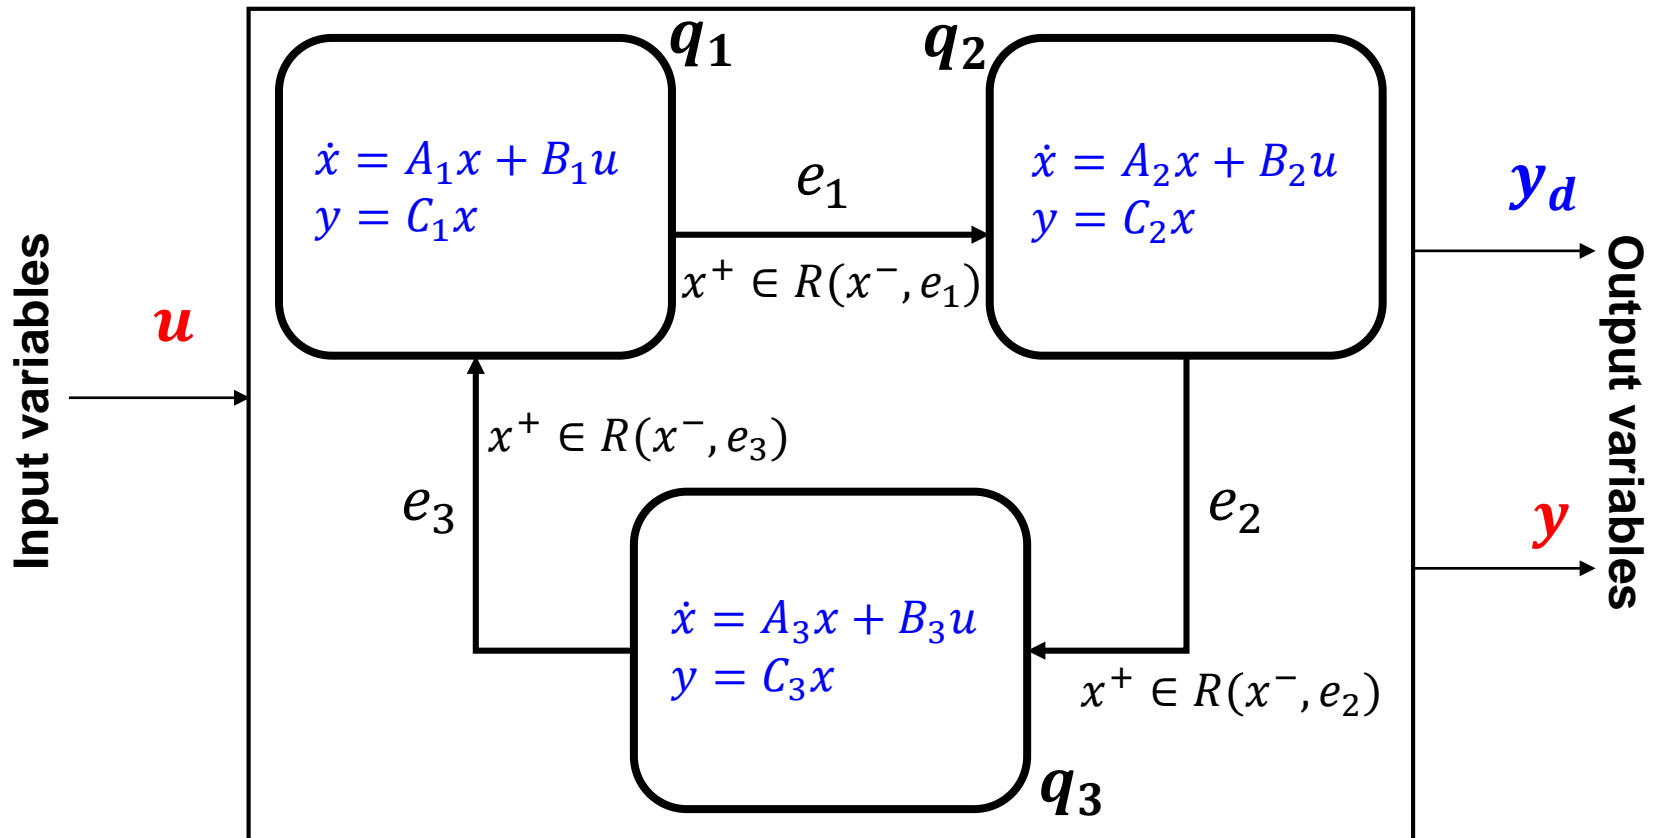 Input variables
u
q₁
ẋ = A₁x + B₁u
y = C₁x
e₁
x⁺ ∈ R(x⁻, e₁)
q₂
ẋ = A₂x + B₂u
y = C₂x
e₃
x⁺ ∈ R(x⁻, e₃)
e₂
x⁺ ∈ R(x⁻, e₂)
ẋ = A₃x + B₃u
y = C₃x
q₃
y_d
y
Output variables